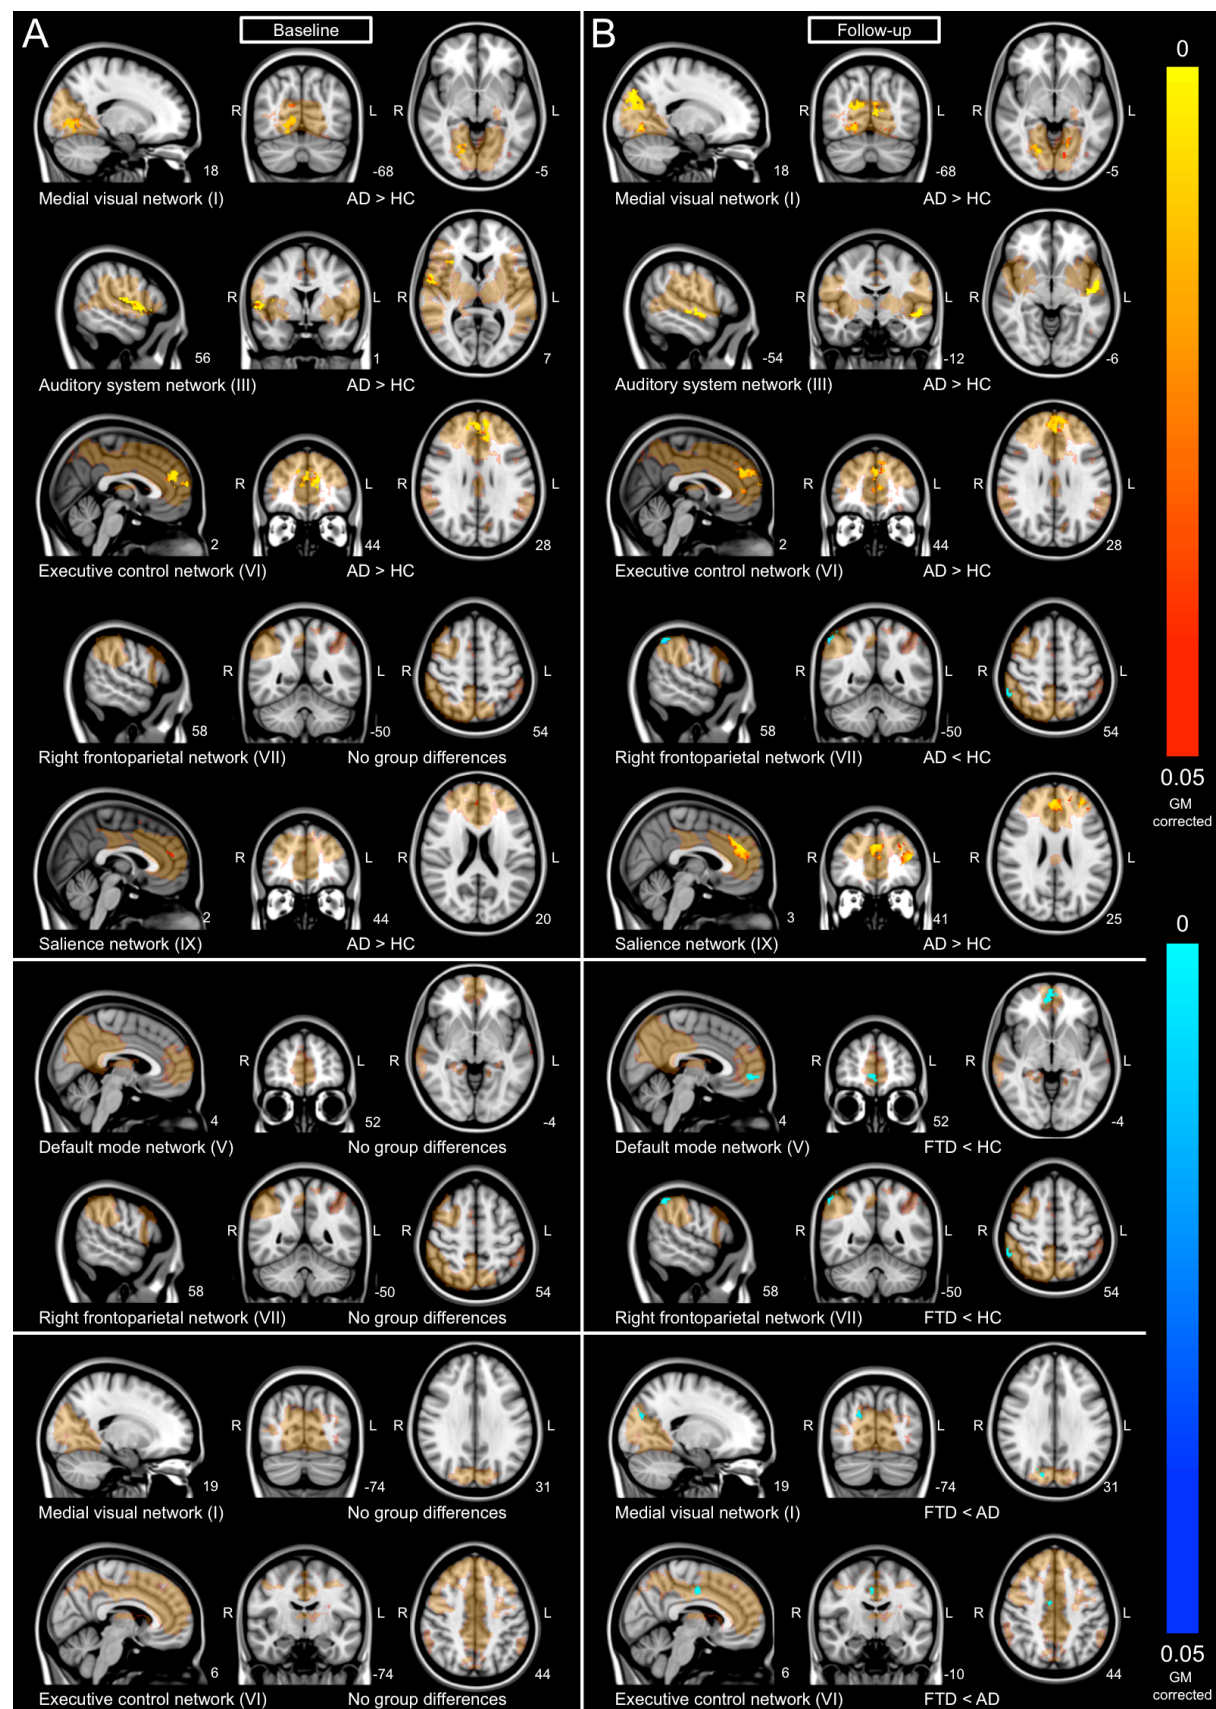 A Baseline B Follow-up 0
R L R L
18 -68 -5 18 -68 -5
Medial visual network (I) AD > HC Medial visual network (I) AD > HC
R L R L
56 1 7 -54 -12 -6
Auditory system network (III) AD > HC Auditory system network (III) AD > HC
R L R L
2 44 28 2 44 28
Executive control network (VI) AD > HC Executive control network (VI) AD > HC
R L R L
58 -50 54 58 -50 54
Right frontoparietal network (VII) No group differences Right frontoparietal network (VII) AD < HC
0.05
GM
corrected
R L R L
2 44 20 3 41 25
Salience network (IX) AD > HC Salience network (IX) AD > HC
0
R L R L
4 52 -4 4 52 -4
Default mode network (V) No group differences Default mode network (V) FTD < HC
R L R L
58 -50 54 58 -50 54
Right frontoparietal network (VII) No group differences Right frontoparietal network (VII) FTD < HC
R L R L
19 -74 31 19 -74 31
Medial visual network (I) No group differences Medial visual network (I) FTD < AD
R L R L
6 -74 44 6 -10 44
Executive control network (VI) No group differences Executive control network (VI) FTD < AD
0.05
GM
corrected